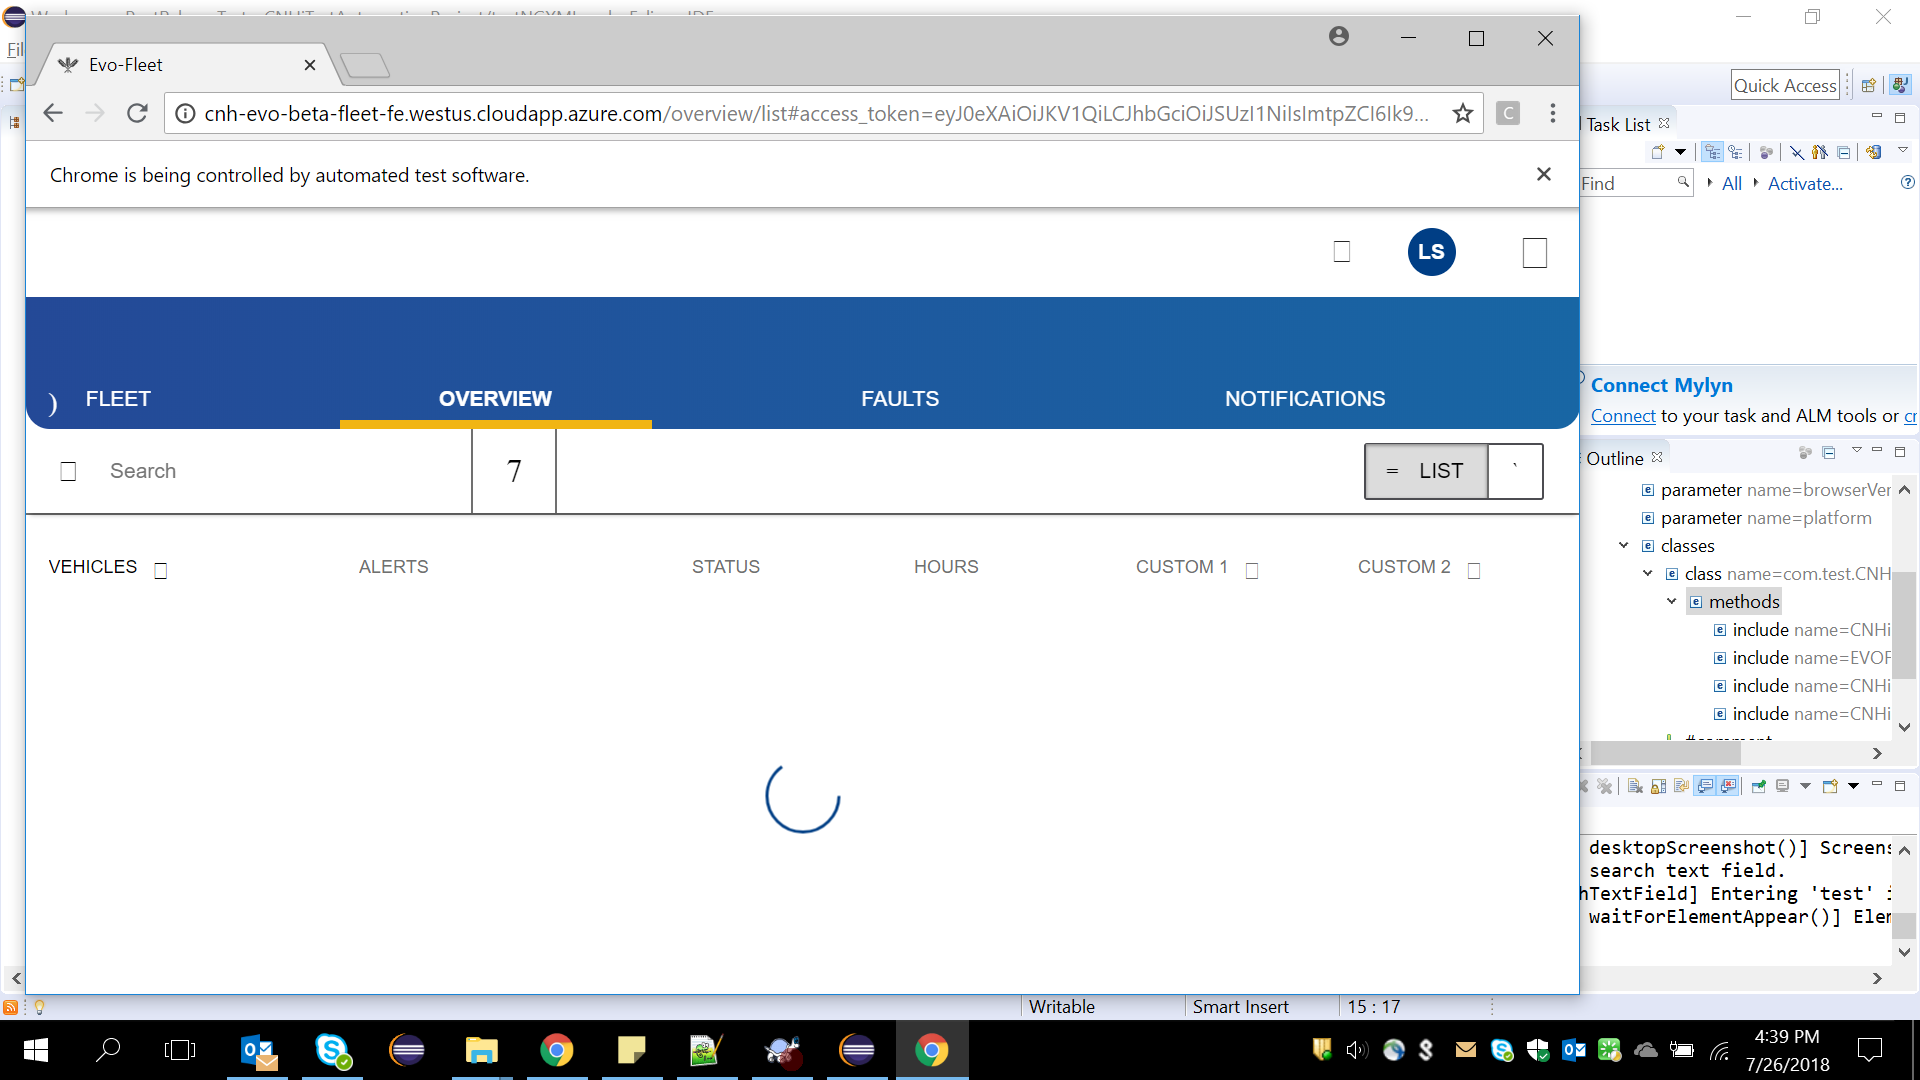 Evo-Fleet
cnh-evo-beta-fleet-fe.westus.cloudapp.azure.com/overview/list#access_token=eyJ0eXAiOiJKV1QiLCJhbGciOiJSUzI1NiIsImtpZCI6Ik9...
C
Chrome is being controlled by automated test software.
LS
) FLEET OVERVIEW FAULTS NOTIFICATIONS
Search 7 = LIST `
VEHICLES ALERTS STATUS HOURS CUSTOM 1 CUSTOM 2
Quick Access
Task List
Find All Activate...
Connect Mylyn
Connect to your task and ALM tools or
Outline
parameter name=browserVer
parameter name=platform
classes
class name=com.test.CNH
methods
include name=CNHi
include name=EVOF
include name=CNHi
include name=CNHi
#comment
desktopScreenshot()] Screens
search text field.
hTextField] Entering 'test' i
waitForElementAppear()] Elem
Writable Smart Insert 15 : 17
4:39 PM
7/26/2018